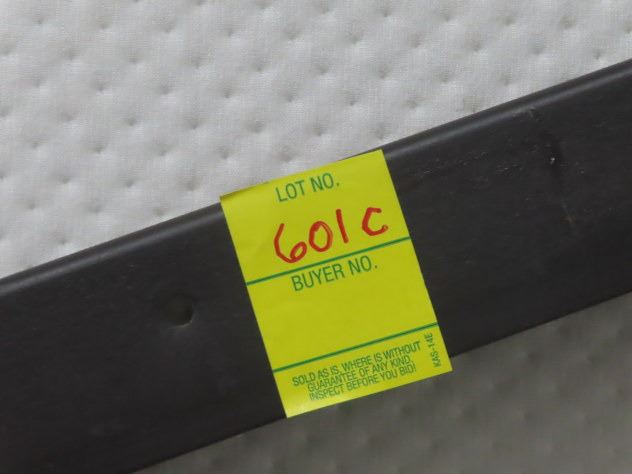 LOT NO.
601C
BUYER NO.
SOLD AS IS, WHERE IS WITHOUT
GUARANTEE OF ANY KIND.
INSPECT BEFORE YOU BID!
KAS-14E